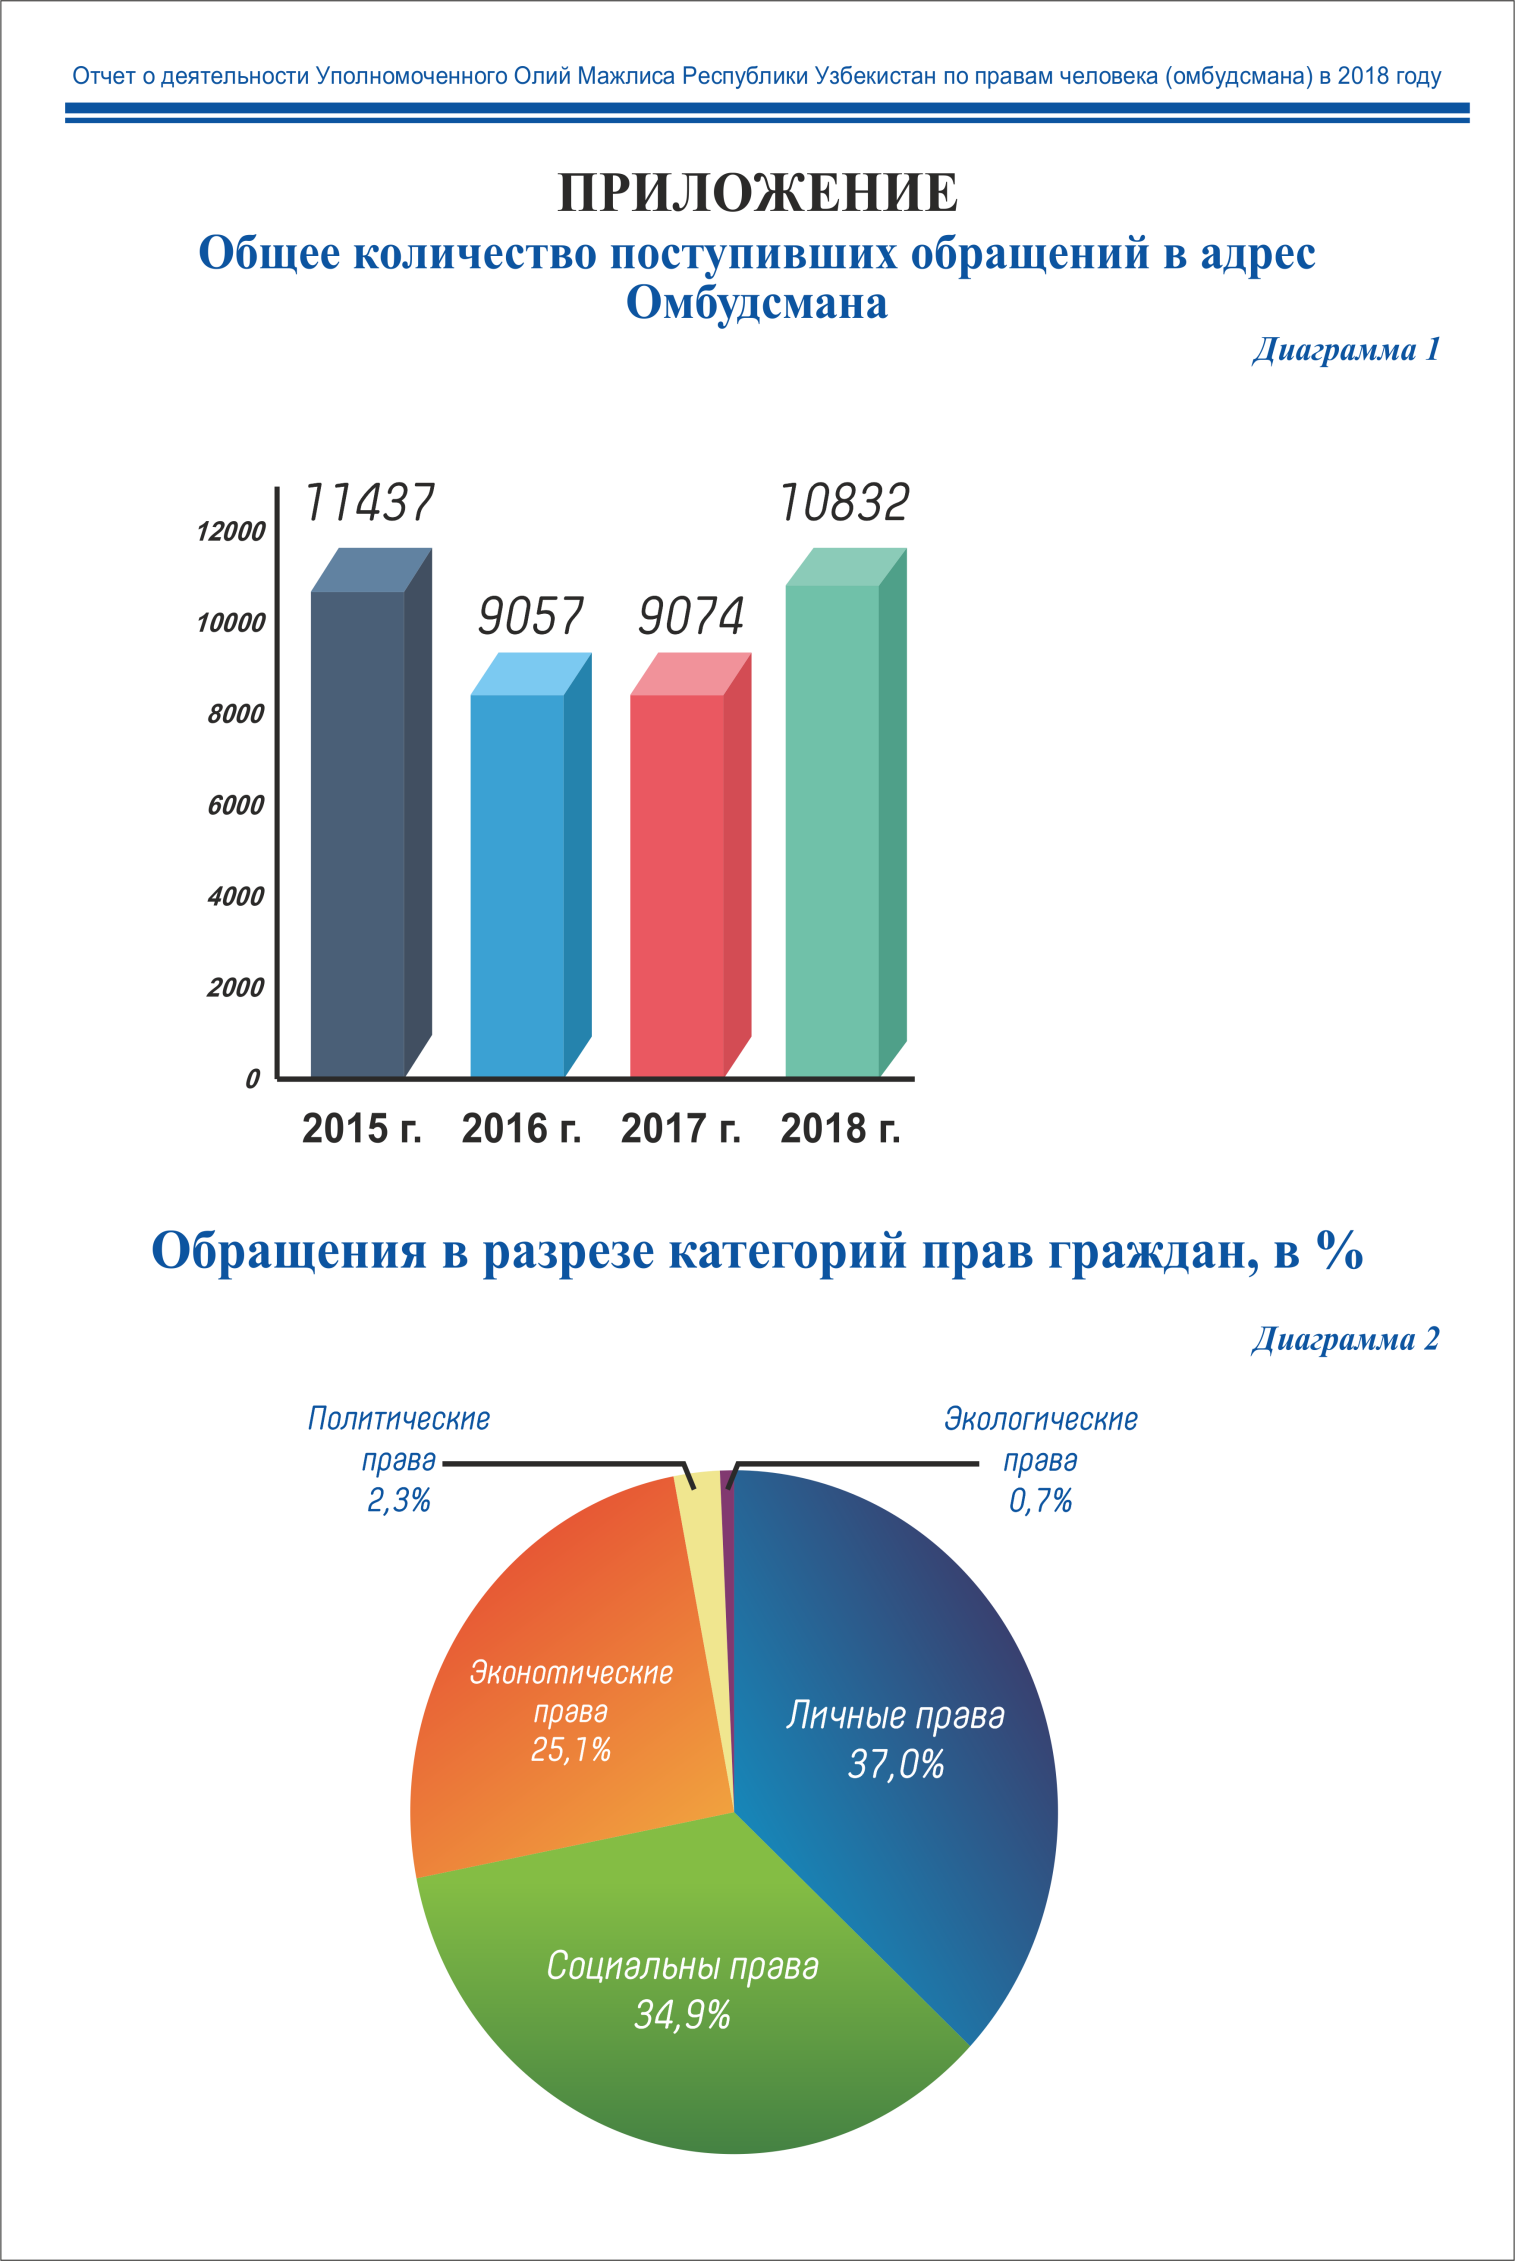 Отчет о деятельности Уполномоченного Олий Мажлиса Республики Узбекистан по правам человека (омбудсмана) в 2018 году
ПРИЛОЖЕНИЕ
Общее количество поступивших обращений в адрес
Омбудсмана
Диаграмма 1
11437
10832
12000
9057
9074
10000
8000
6000
4000
2000
0
2015 г.
2016 г.
2017 г.
2018 г.
Обращения в разрезе категорий прав граждан, в %
Диаграмма 2
Политические
права
2,3%
Экологические
права
0,7%
Экономические
права
25,1%
Личные права
37,0%
Социальны права
34,9%